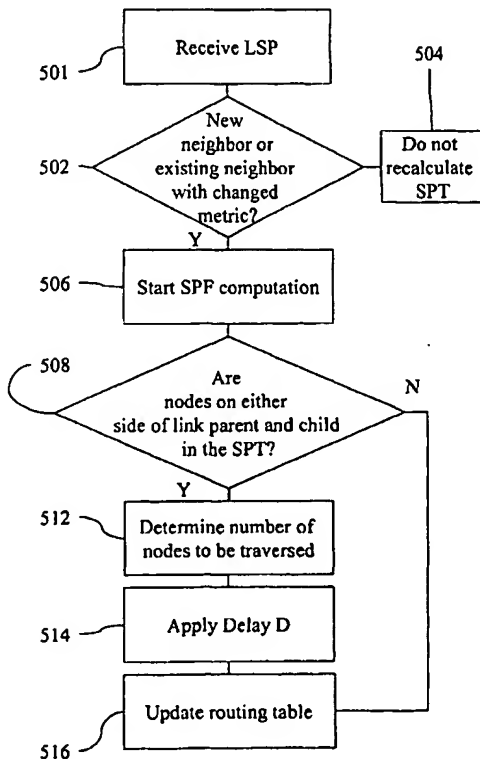 501
Receive LSP
504
502
New
neighbor or
existing neighbor
with changed
metric?
Do not
recalculate
SPT
Y
506
Start SPF computation
508
Are
nodes on either
side of link parent and child
in the SPT?
N
Y
512
Determine number of
nodes to be traversed
514
Apply Delay D
516
Update routing table